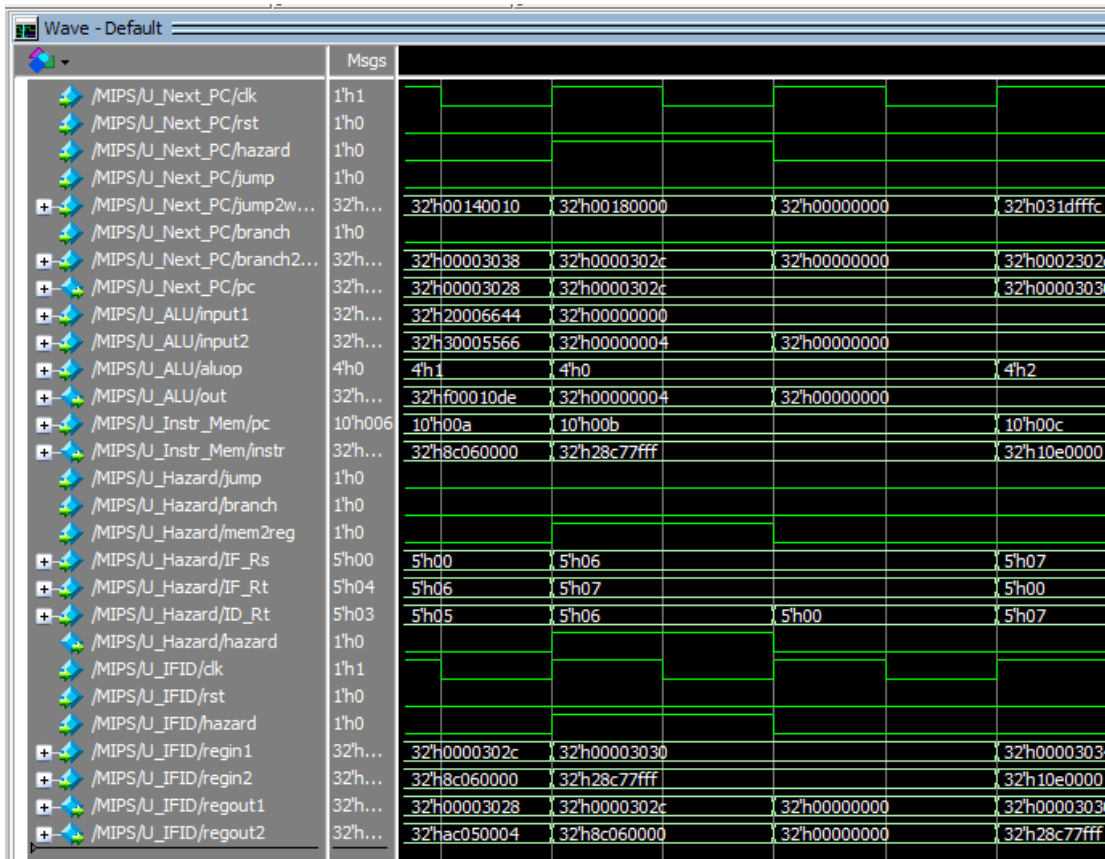 Wave - Default
Msgs
/MIPS/U_Next_PC/clk 1'h1
/MIPS/U_Next_PC/rst 1'h0
/MIPS/U_Next_PC/hazard 1'h0
/MIPS/U_Next_PC/jump 1'h0
/MIPS/U_Next_PC/jump2w... 32'h... 32'h00140010 32'h00180000 32'h00000000 32'h031dfffc
/MIPS/U_Next_PC/branch 1'h0
/MIPS/U_Next_PC/branch2... 32'h... 32'h00003038 32'h0000302c 32'h00000000 32'h0002302
/MIPS/U_Next_PC/pc 32'h... 32'h00003028 32'h0000302c 32'h0000303
/MIPS/U_ALU/input1 32'h... 32'h20006644 32'h00000000
/MIPS/U_ALU/input2 32'h... 32'h30005566 32'h00000004 32'h00000000
/MIPS/U_ALU/aluop 4'h0 4'h1 4'h0 4'h2
/MIPS/U_ALU/out 32'h... 32'hf00010de 32'h00000004 32'h00000000
/MIPS/U_Instr_Mem/pc 10'h006 10'h00a 10'h00b 10'h00c
/MIPS/U_Instr_Mem/instr 32'h... 32'h8c060000 32'h28c77fff 32'h10e0000
/MIPS/U_Hazard/jump 1'h0
/MIPS/U_Hazard/branch 1'h0
/MIPS/U_Hazard/mem2reg 1'h0
/MIPS/U_Hazard/IF_Rs 5'h00 5'h00 5'h06 5'h07
/MIPS/U_Hazard/IF_Rt 5'h04 5'h06 5'h07 5'h00
/MIPS/U_Hazard/ID_Rt 5'h03 5'h05 5'h06 5'h00 5'h07
/MIPS/U_Hazard/hazard 1'h0
/MIPS/U_IFID/clk 1'h1
/MIPS/U_IFID/rst 1'h0
/MIPS/U_IFID/hazard 1'h0
/MIPS/U_IFID/regin1 32'h... 32'h0000302c 32'h00003030 32'h0000303
/MIPS/U_IFID/regin2 32'h... 32'h8c060000 32'h28c77fff 32'h10e0000
/MIPS/U_IFID/regout1 32'h... 32'h00003028 32'h0000302c 32'h00000000 32'h0000303
/MIPS/U_IFID/regout2 32'h... 32'hac050004 32'h8c060000 32'h00000000 32'h28c77fff